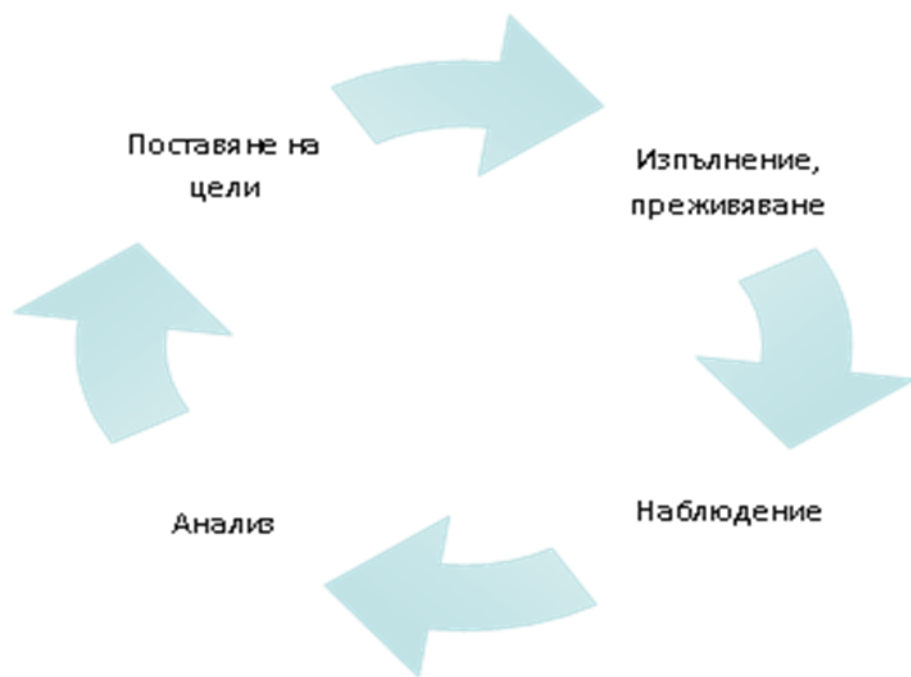 Поставяне на
цели
Изпълнение,
преживяване
Наблюдение
Анализ